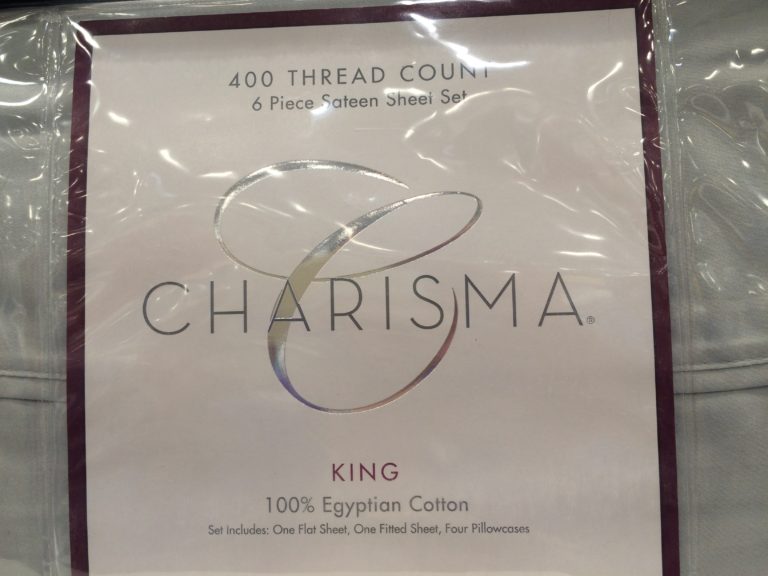 400 THREAD COUNT
6 Piece Sateen Sheet Set
CHARISMA®
KING
100% Egyptian Cotton
Set Includes: One Flat Sheet, One Fitted Sheet, Four Pillowcases